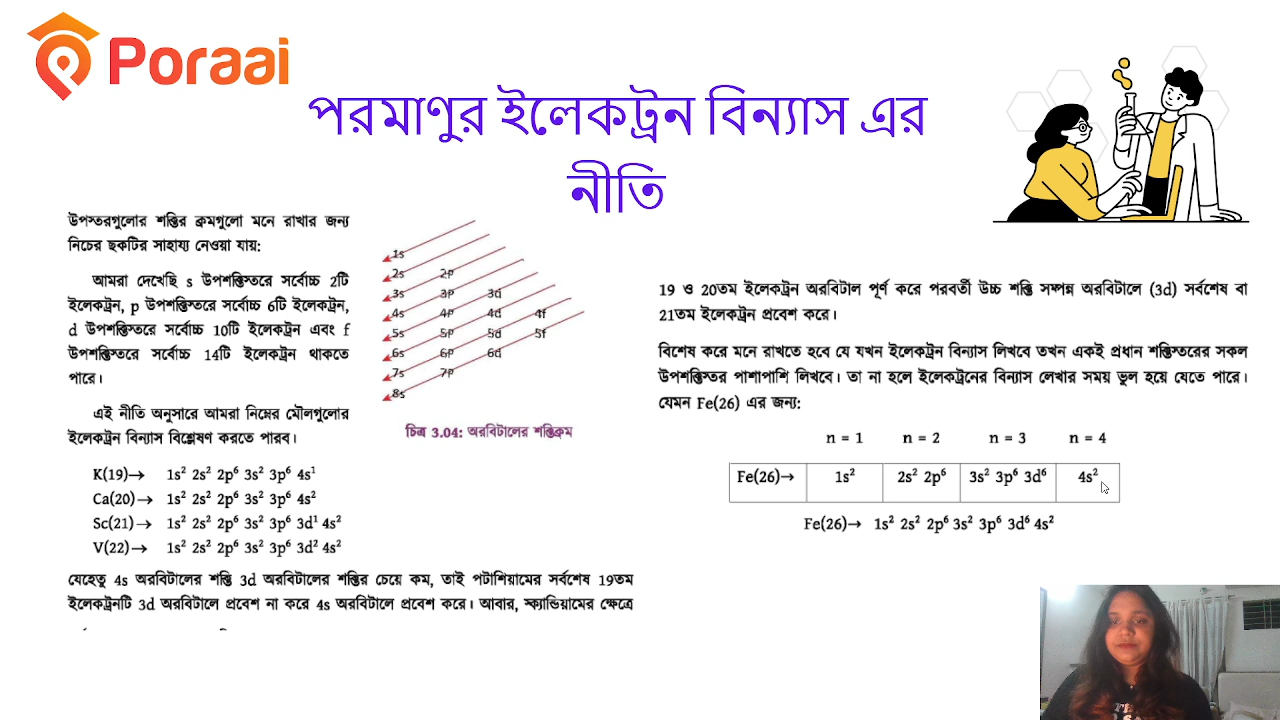 Poraai
পরমাণুর ইলেকট্রন বিন্যাস এর
নীতি
উপস্তরগুলোর শক্তির ক্রমগুলো মনে রাখার জন্য
নিচের ছকটির সাহায্য নেওয়া যায়:
আমরা দেখেছি s উপশক্তিস্তরে সর্বোচ্চ 2টি
ইলেকট্রন, p উপশক্তিস্তরে সর্বোচ্চ 6টি ইলেকট্রন,
d উপশক্তিস্তরে সর্বোচ্চ 10টি ইলেকট্রন এবং f
উপশক্তিস্তরে সর্বোচ্চ 14টি ইলেকট্রন থাকতে
পারে।
এই নীতি অনুসারে আমরা নিম্নের মৌলগুলোর
ইলেকট্রন বিন্যাস বিশ্লেষণ করতে পারব।
K(19)→ 1s² 2s² 2p⁶ 3s² 3p⁶ 4s¹
Ca(20)→ 1s² 2s² 2p⁶ 3s² 3p⁶ 4s²
Sc(21)→ 1s² 2s² 2p⁶ 3s² 3p⁶ 3d¹ 4s²
V(22)→ 1s² 2s² 2p⁶ 3s² 3p⁶ 3d² 4s²
যেহেতু 4s অরবিটালের শক্তি 3d অরবিটালের শক্তির চেয়ে কম, তাই পটাশিয়ামের সর্বশেষ 19তম
ইলেকট্রনটি 3d অরবিটালে প্রবেশ না করে 4s অরবিটালে প্রবেশ করে। আবার, স্ক্যান্ডিয়ামের ক্ষেত্রে
1s
2s 2p
3s 3p 3d
4s 4p 4d 4f
5s 5p 5d 5f
6s 6p 6d
7s 7p
8s
চিত্র 3.04: অরবিটালের শক্তিক্রম
19 ও 20তম ইলেকট্রন অরবিটাল পূর্ণ করে পরবর্তী উচ্চ শক্তি সম্পন্ন অরবিটালে (3d) সর্বশেষ বা
21তম ইলেকট্রন প্রবেশ করে।
বিশেষ করে মনে রাখতে হবে যে যখন ইলেকট্রন বিন্যাস লিখবে তখন একই প্রধান শক্তিস্তরের সকল
উপশক্তিস্তর পাশাপাশি লিখবে। তা না হলে ইলেকট্রনের বিন্যাস লেখার সময় ভুল হয়ে যেতে পারে।
যেমন Fe(26) এর জন্য:
n = 1 n = 2 n = 3 n = 4
Fe(26)→ 1s² 2s² 2p⁶ 3s² 3p⁶ 3d⁶ 4s²
Fe(26)→ 1s² 2s² 2p⁶ 3s² 3p⁶ 3d⁶ 4s²